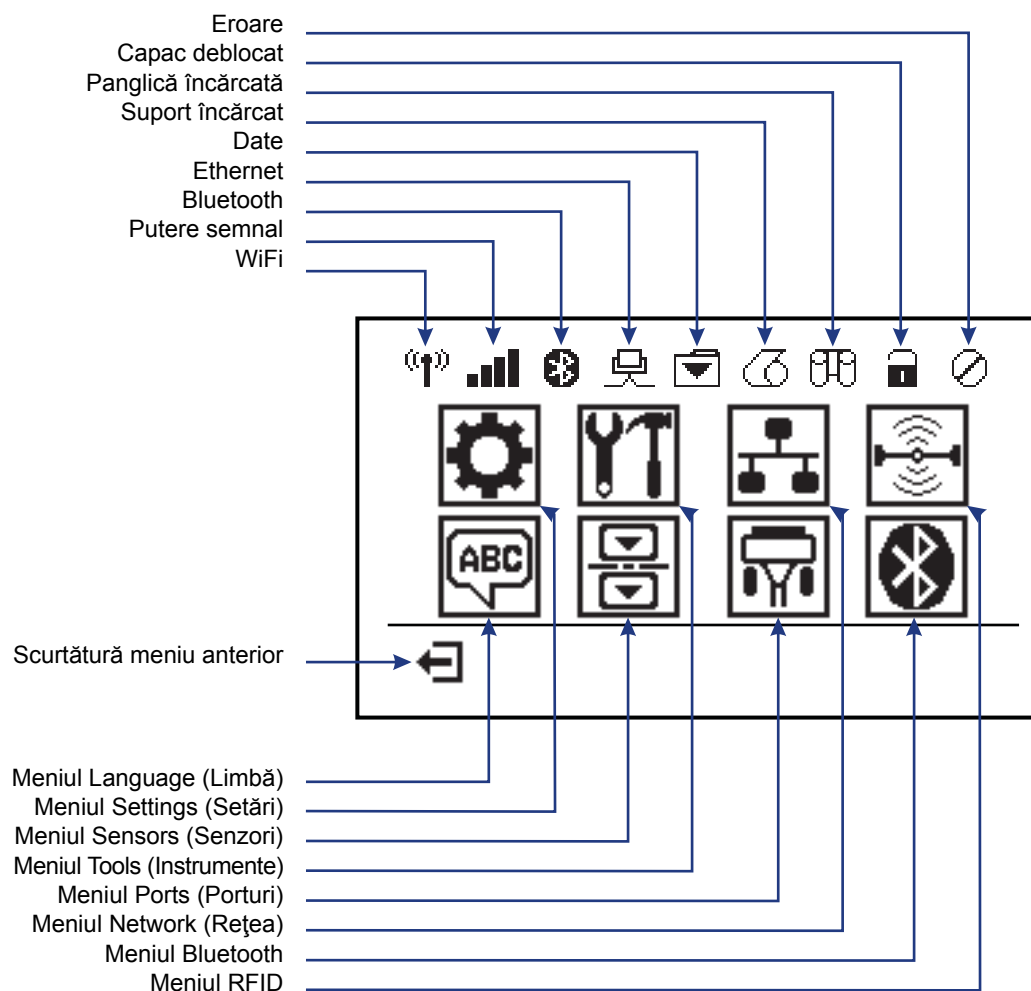 Eroare
Capac deblocat
Panglică încărcată
Suport încărcat
Date
Ethernet
Bluetooth
Putere semnal
WiFi
ABC
Scurtătură meniu anterior
Meniul Language (Limbă)
Meniul Settings (Setări)
Meniul Sensors (Senzori)
Meniul Tools (Instrumente)
Meniul Ports (Porturi)
Meniul Network (Reţea)
Meniul Bluetooth
Meniul RFID